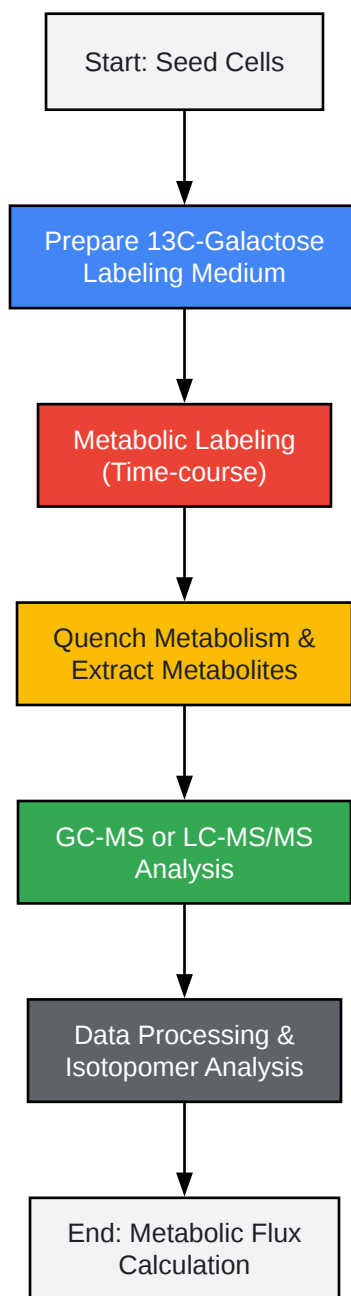 Start: Seed Cells
Prepare 13C-Galactose
Labeling Medium
Metabolic Labeling
(Time-course)
Quench Metabolism &
Extract Metabolites
GC-MS or LC-MS/MS
Analysis
Data Processing &
Isotopomer Analysis
End: Metabolic Flux
Calculation